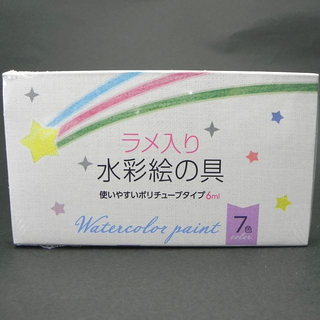 ラメ入り
水彩絵の具
使いやすいポリチューブタイプ6ml
Watercolor paint
7色
color